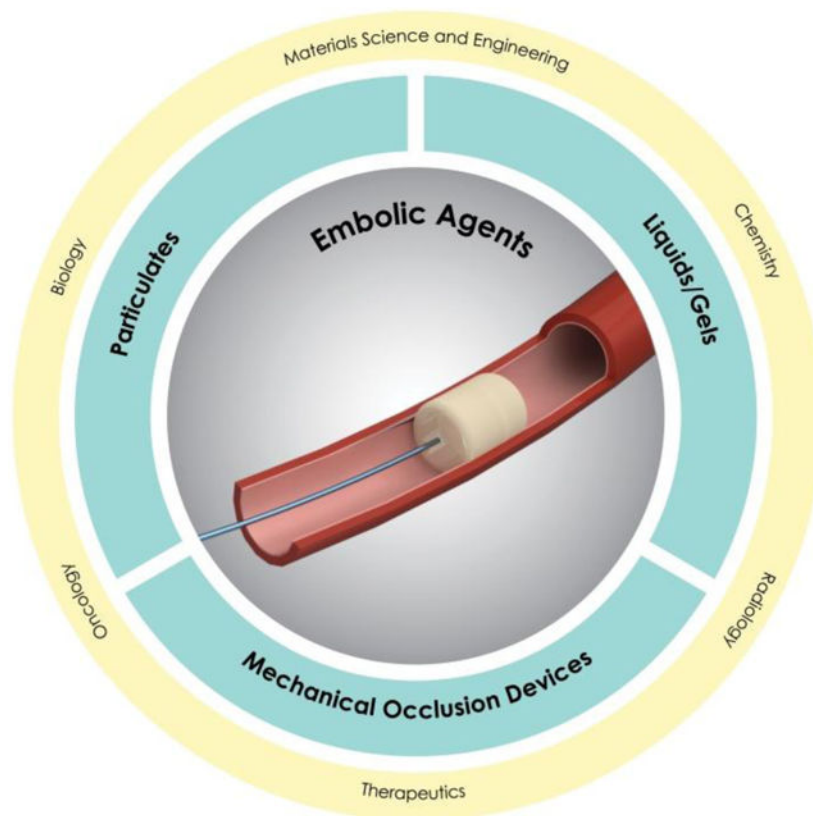 Materials Science and Engineering
Chemistry
Radiology
Therapeutics
Oncology
Biology
Particulates
Liquids/Gels
Mechanical Occlusion Devices
Embolic Agents